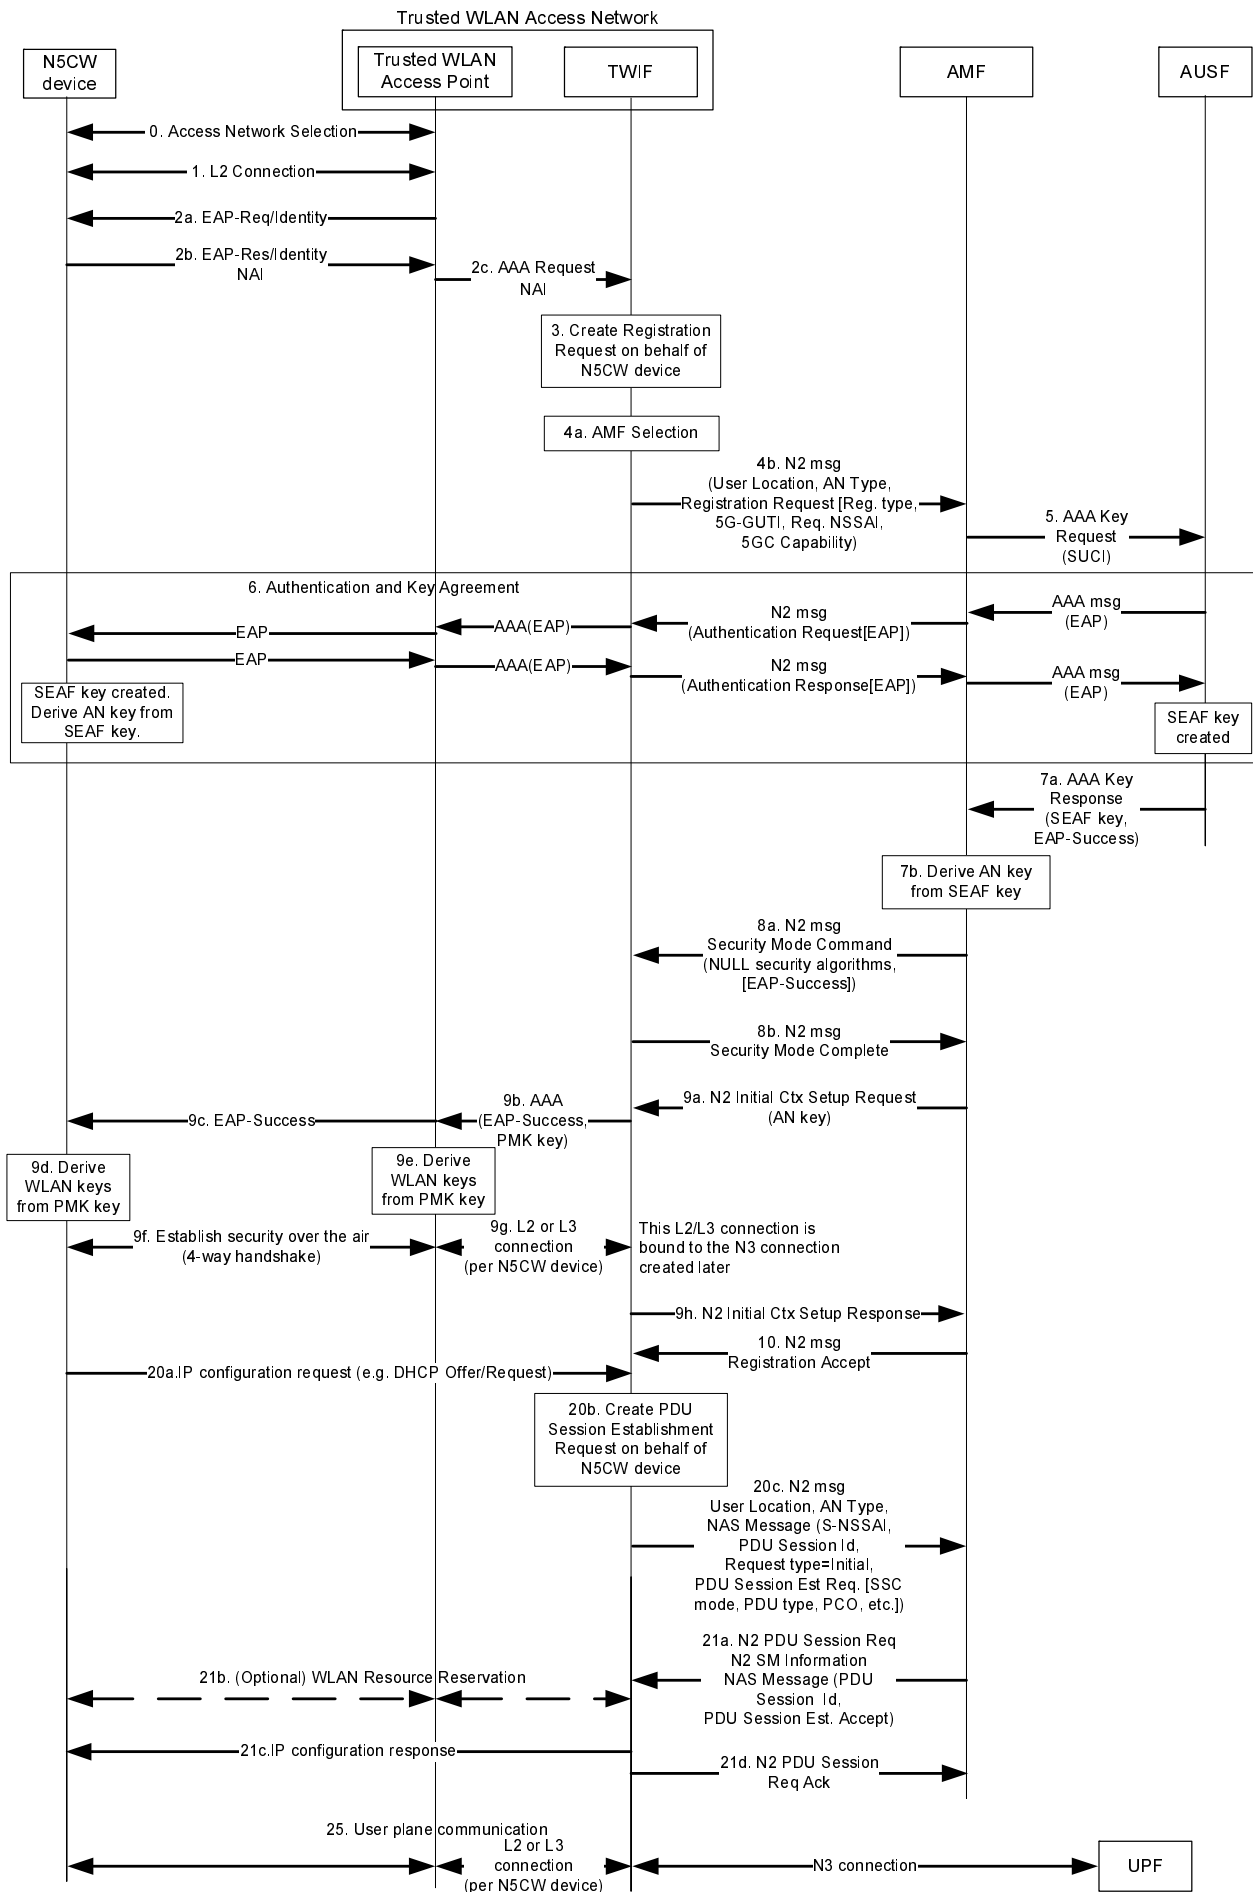 Trusted WLAN Access Network
N5CW
device
Trusted WLAN
Access Point
TWIF
AMF
AUSF
0. Access Network Selection
1. L2 Connection
2a. EAP-Req/Identity
2b. EAP-Res/Identity
NAI
2c. AAA Request
NAI
3. Create Registration
Request on behalf of
N5CW device
4a. AMF Selection
4b. N2 msg
(User Location, AN Type,
Registration Request [Reg. type,
5G-GUTI, Req. NSSAI,
5GC Capability)
5. AAA Key
Request
(SUCI)
6. Authentication and Key Agreement
AAA msg
(EAP)
N2 msg
(Authentication Request[EAP])
AAA(EAP)
EAP
EAP
AAA(EAP)
N2 msg
(Authentication Response[EAP])
AAA msg
(EAP)
SEAF key created.
Derive AN key from
SEAF key.
SEAF key
created
7a. AAA Key
Response
(SEAF key,
EAP-Success)
7b. Derive AN key
from SEAF key
8a. N2 msg
Security Mode Command
(NULL security algorithms,
[EAP-Success])
8b. N2 msg
Security Mode Complete
9a. N2 Initial Ctx Setup Request
(AN key)
9b. AAA
(EAP-Success,
PMK key)
9c. EAP-Success
9d. Derive
WLAN keys
from PMK key
9e. Derive
WLAN keys
from PMK key
9f. Establish security over the air
(4-way handshake)
9g. L2 or L3
connection
(per N5CW device)
This L2/L3 connection is
bound to the N3 connection
created later
9h. N2 Initial Ctx Setup Response
10. N2 msg
Registration Accept
20a.IP configuration request (e.g. DHCP Offer/Request)
20b. Create PDU
Session Establishment
Request on behalf of
N5CW device
20c. N2 msg
User Location, AN Type,
NAS Message (S-NSSAI,
PDU Session Id,
Request type=Initial,
PDU Session Est Req. [SSC
mode, PDU type, PCO, etc.])
21a. N2 PDU Session Req
N2 SM Information
NAS Message (PDU
Session Id,
PDU Session Est. Accept)
21b. (Optional) WLAN Resource Reservation
21c.IP configuration response
21d. N2 PDU Session
Req Ack
25. User plane communication
L2 or L3
connection
(per N5CW device)
N3 connection
UPF